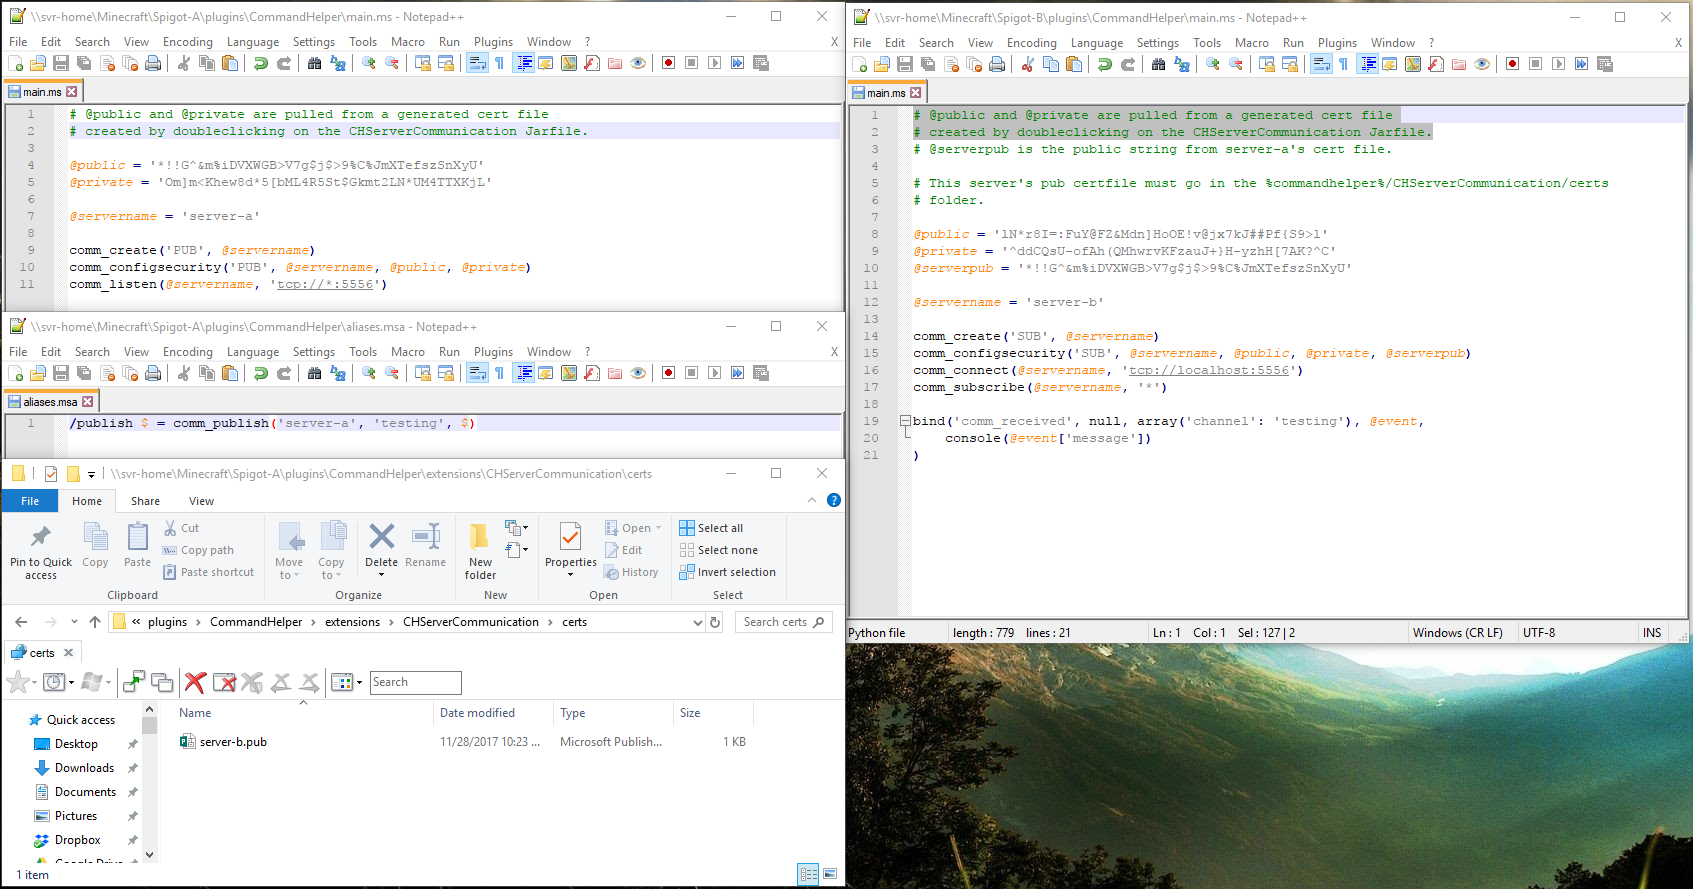 \\svr-home\Minecraft\Spigot-A\plugins\CommandHelper\main.ms - Notepad++
File Edit Search View Encoding Language Settings Tools Macro Run Plugins Window ? X
main.ms
1 # @public and @private are pulled from a generated cert file
2 # created by doubleclicking on the CHServerCommunication Jarfile.
3
4 @public = '*!!G^&m%iDVXWGB>V7g$j$>9%C%JmXTefszSnXyU'
5 @private = 'Om]m<Khew8d*5[bML4R5St$Gkmt2LN*UM4TTXKjL'
6
7 @servername = 'server-a'
8
9 comm_create('PUB', @servername)
10 comm_configsecurity('PUB', @servername, @public, @private)
11 comm_listen(@servername, 'tcp://*:5556')
\\svr-home\Minecraft\Spigot-A\plugins\CommandHelper\aliases.msa - Notepad++
File Edit Search View Encoding Language Settings Tools Macro Run Plugins Window ? X
aliases.msa
1 /publish $ = comm_publish('server-a', 'testing', $)
\\svr-home\Minecraft\Spigot-A\plugins\CommandHelper\extensions\CHServerCommunication\certs
File Home Share View
Pin to Quick access
Copy
Paste
Cut
Copy path
Paste shortcut
Clipboard
Move to
Copy to
Delete
Rename
Organize
New folder
New
Properties
Open
Edit
History
Open
Select all
Select none
Invert selection
Select
« plugins › CommandHelper › extensions › CHServerCommunication › certs
Search certs
certs
Search
Name Date modified Type Size
server-b.pub 11/28/2017 10:23 ... Microsoft Publish... 1 KB
Quick access
Desktop
Downloads
Documents
Pictures
Dropbox
Google Drive
1 item
\\svr-home\Minecraft\Spigot-B\plugins\CommandHelper\main.ms - Notepad++
File Edit Search View Encoding Language Settings Tools Macro Run Plugins Window ? X
main.ms
1 # @public and @private are pulled from a generated cert file
2 # created by doubleclicking on the CHServerCommunication Jarfile.
3 # @serverpub is the public string from server-a's cert file.
4
5 # This server's pub certfile must go in the %commandhelper%/CHServerCommunication/certs
6 # folder.
7
8 @public = 'lN*r8I=:FuY@FZ&Mdn]HoOE!v@jx7kJ##Pf{S9>l'
9 @private = '^ddCQsU-ofAh(QMhwrvKFzauJ+}H-yzhH[7AK?^C'
10 @serverpub = '*!!G^&m%iDVXWGB>V7g$j$>9%C%JmXTefszSnXyU'
11
12 @servername = 'server-b'
13
14 comm_create('SUB', @servername)
15 comm_configsecurity('SUB', @servername, @public, @private, @serverpub)
16 comm_connect(@servername, 'tcp://localhost:5556')
17 comm_subscribe(@servername, '*')
18
19 bind('comm_received', null, array('channel': 'testing'), @event,
20 console(@event['message'])
21 )
Python file length : 779 lines : 21 Ln : 1 Col : 1 Sel : 127 | 2 Windows (CR LF) UTF-8 INS